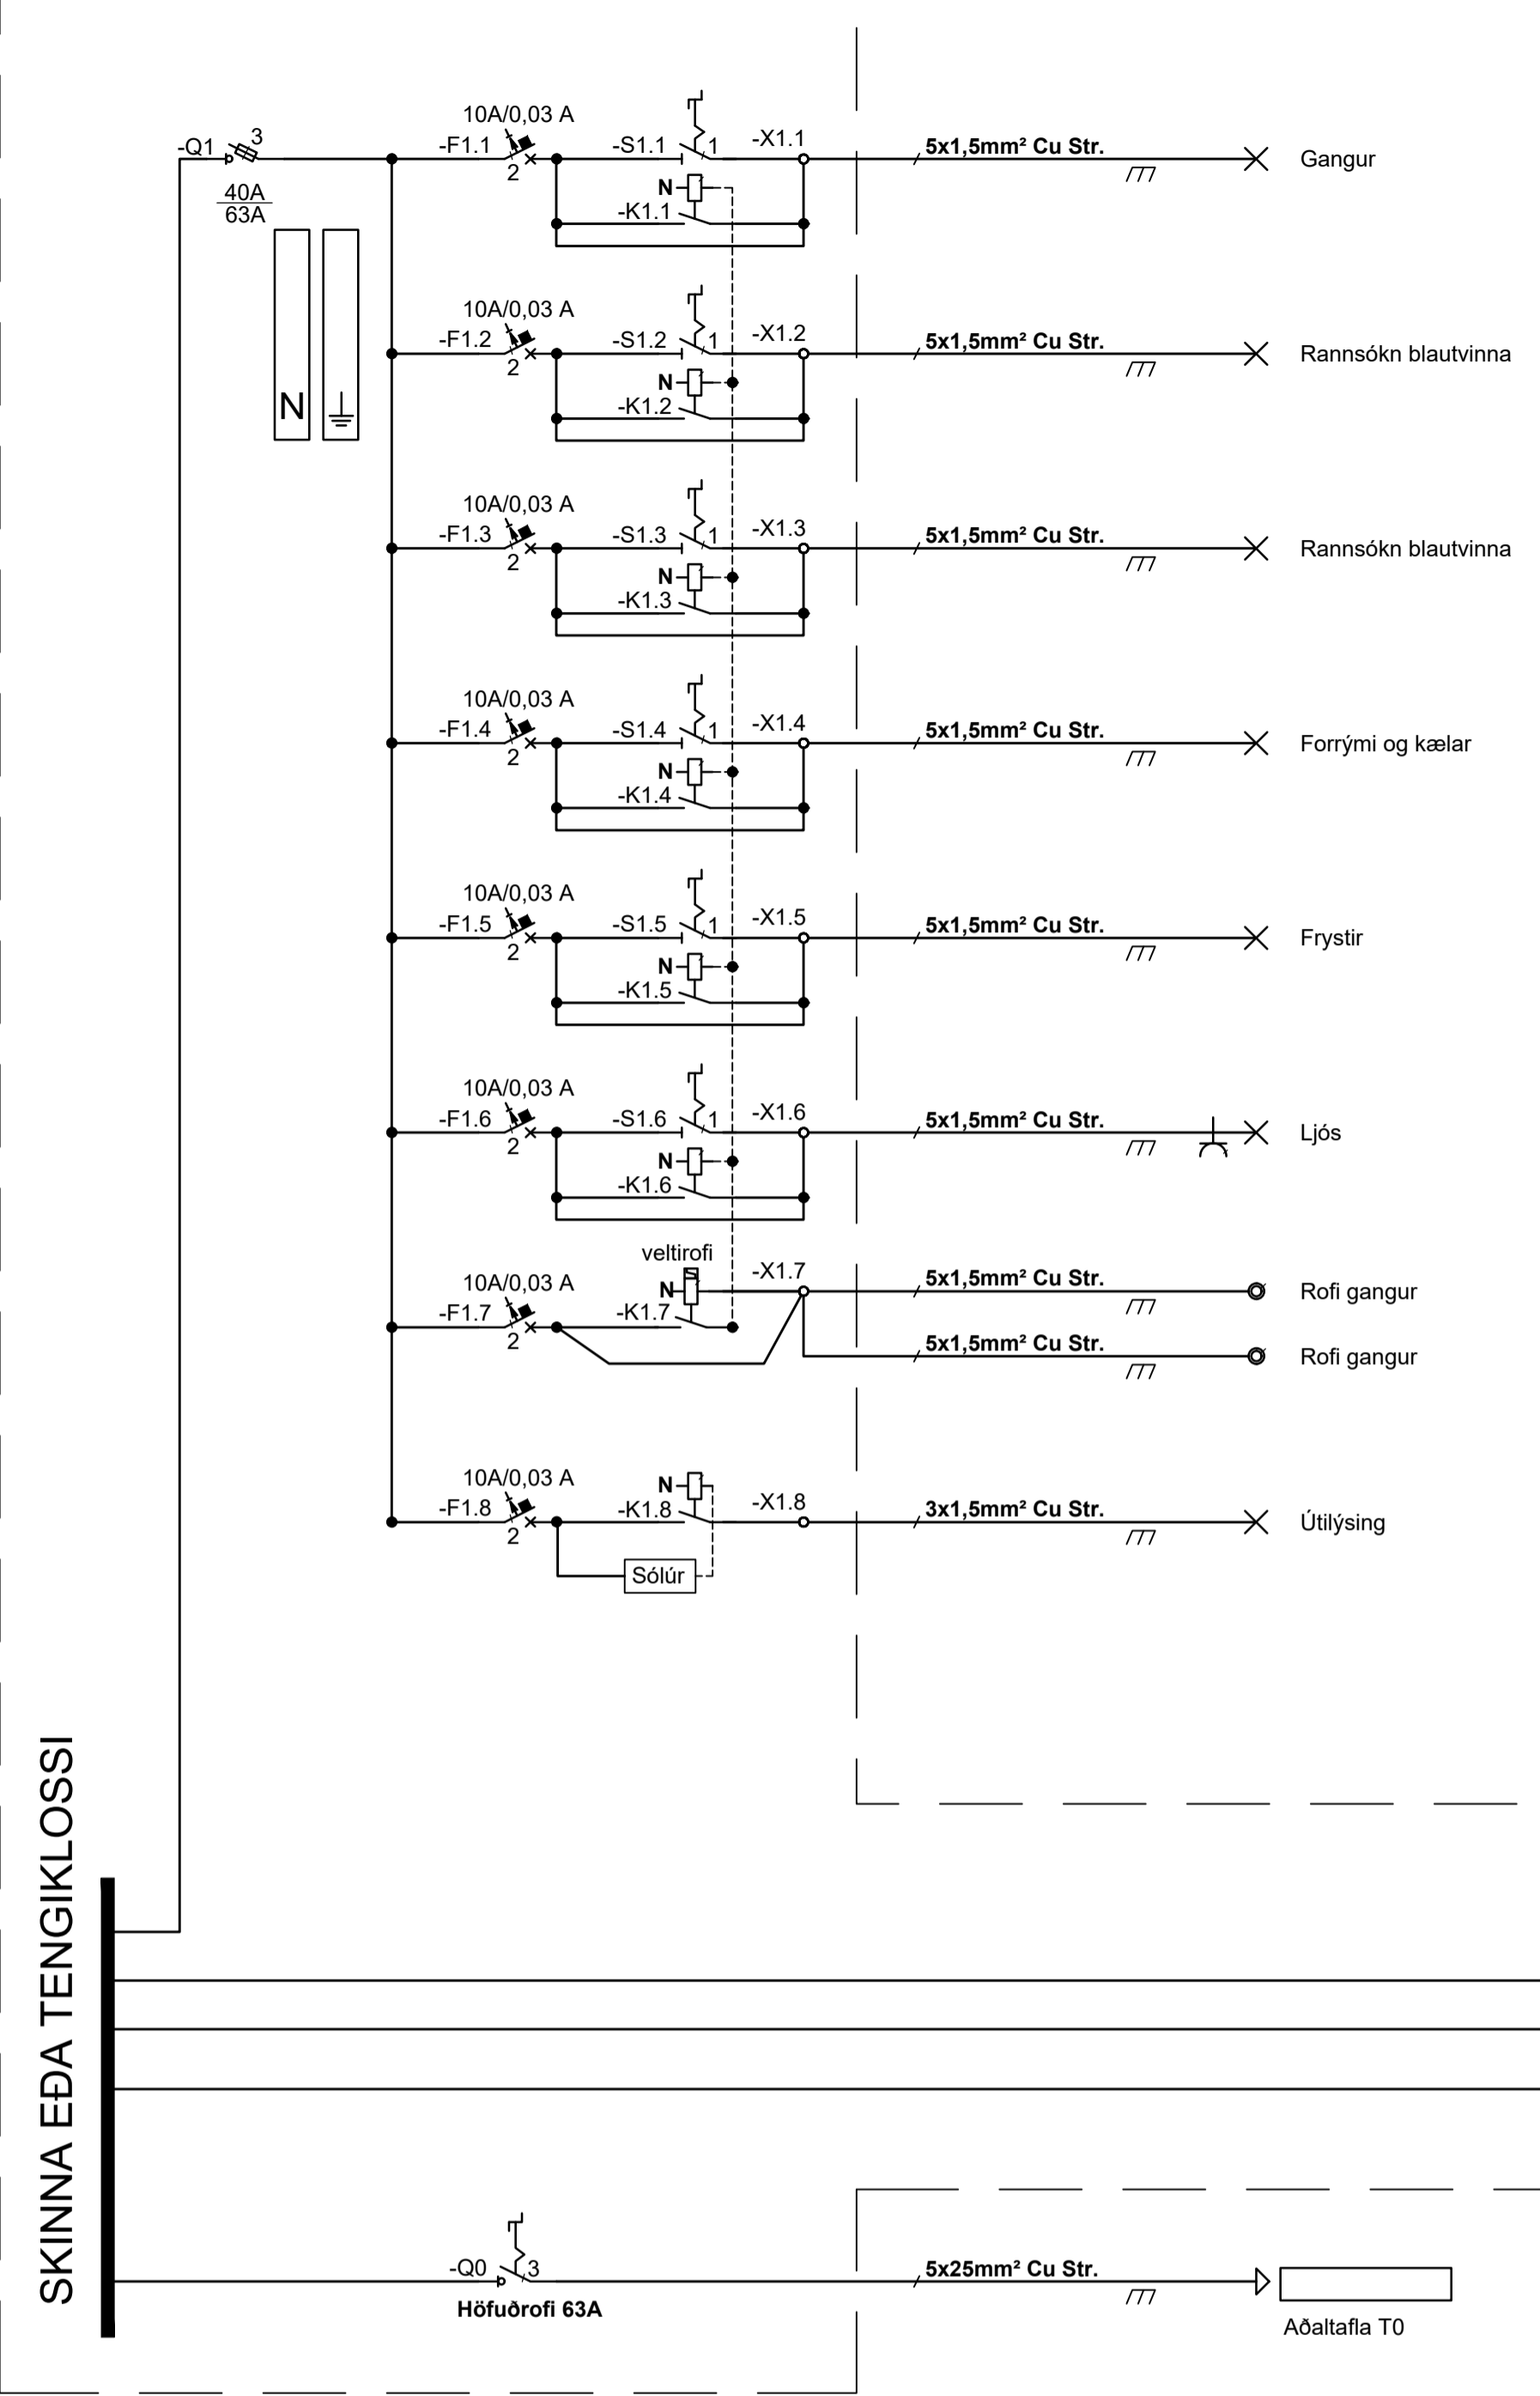 10A/0,03 A
-Q1 3 -F1.1 2 -S1.1 1 -X1.1 5x1,5mm² Cu Str. Gangur
40A
63A
N
-K1.1
N
10A/0,03 A
-F1.2 2 -S1.2 1 -X1.2 5x1,5mm² Cu Str. Rannsókn blautvinna
N
-K1.2
10A/0,03 A
-F1.3 2 -S1.3 1 -X1.3 5x1,5mm² Cu Str. Rannsókn blautvinna
N
-K1.3
10A/0,03 A
-F1.4 2 -S1.4 1 -X1.4 5x1,5mm² Cu Str. Forrými og kælar
N
-K1.4
10A/0,03 A
-F1.5 2 -S1.5 1 -X1.5 5x1,5mm² Cu Str. Frystir
N
-K1.5
10A/0,03 A
-F1.6 2 -S1.6 1 -X1.6 5x1,5mm² Cu Str. Ljós
N
-K1.6
veltirofi
S
10A/0,03 A
N -X1.7 5x1,5mm² Cu Str. Rofi gangur
-F1.7 2 -K1.7
5x1,5mm² Cu Str. Rofi gangur
10A/0,03 A
N
-F1.8 2 -K1.8 -X1.8 3x1,5mm² Cu Str. Útilýsing
Sólúr
SKINNA EÐA TENGIKLOSSI
-Q0 3 5x25mm² Cu Str.
Höfuðrofi 63A
Aðaltafla T0